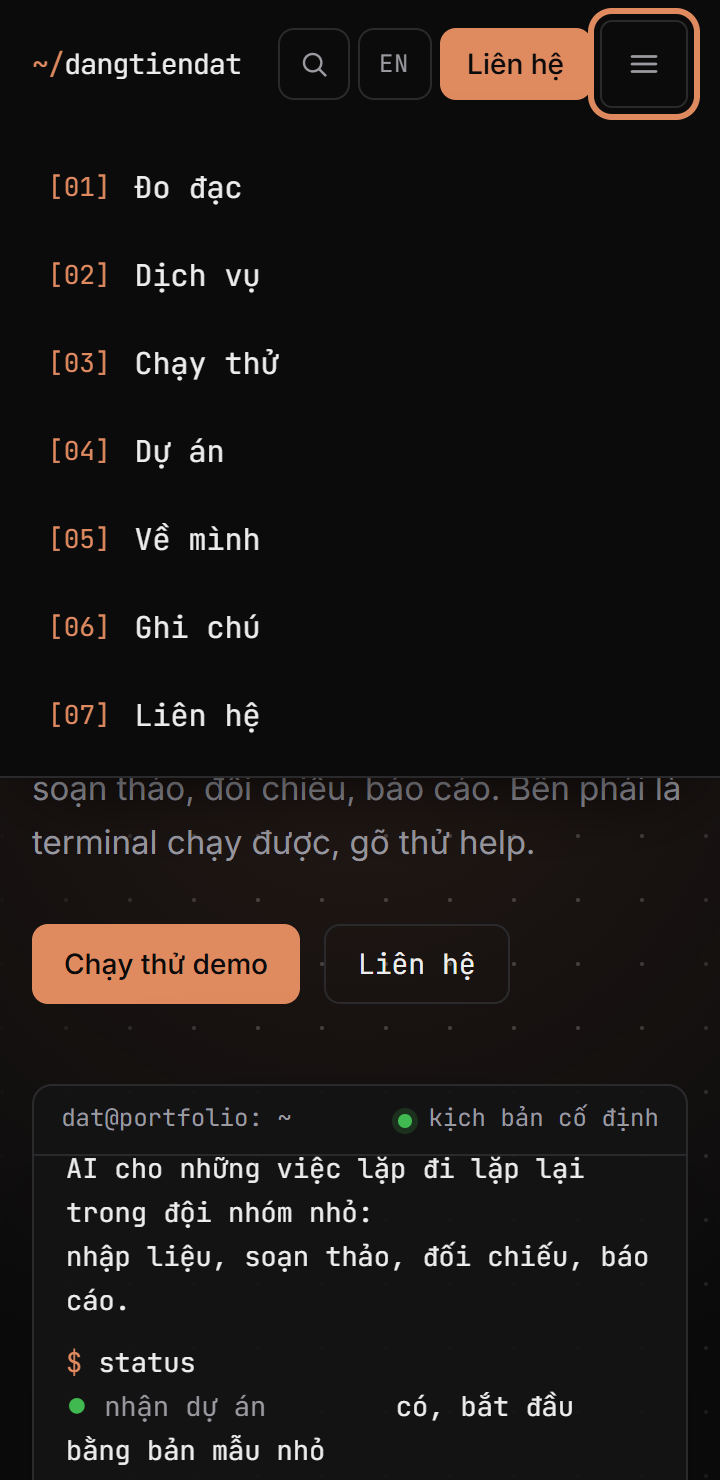 ~/dangtiendat
EN
Liên hệ
[01] Đo đạc
[02] Dịch vụ
[03] Chạy thử
[04] Dự án
[05] Về mình
[06] Ghi chú
[07] Liên hệ
soạn thảo, đối chiếu, báo cáo. Bên phải là
terminal chạy được, gõ thử help.
Chạy thử demo
Liên hệ
dat@portfolio: ~
kịch bản cố định
AI cho những việc lặp đi lặp lại
trong đội nhóm nhỏ:
nhập liệu, soạn thảo, đối chiếu, báo
cáo.
$ status
nhận dự án có, bắt đầu
bằng bản mẫu nhỏ